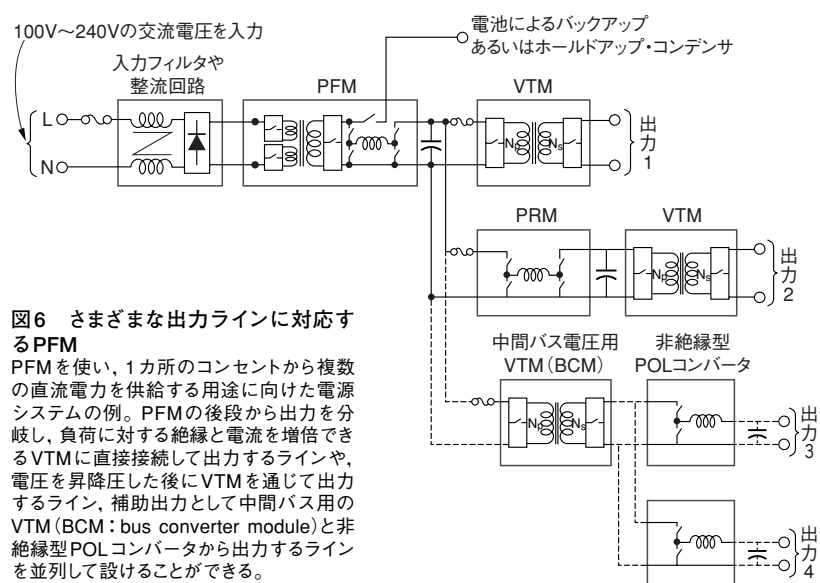 100V～240Vの交流電圧を入力
電池によるバックアップ
あるいはホールドアップ・コンデンサ
入力フィルタや
整流回路
PFM
VTM
L
N
Np
Ns
出力1
PRM
VTM
Np
Ns
出力2
中間バス電圧用
VTM（BCM）
非絶縁型
POLコンバータ
Np
Ns
出力3
出力4
図6 さまざまな出力ラインに対応す
るPFM
PFMを使い，1カ所のコンセントから複数
の直流電力を供給する用途に向けた電源
システムの例。PFMの後段から出力を分
岐し，負荷に対する絶縁と電流を増倍でき
るVTMに直接接続して出力するラインや，
電圧を昇降圧した後にVTMを通じて出力
するライン，補助出力として中間バス用の
VTM（BCM：bus converter module）と非
絶縁型POLコンバータから出力するライン
を並列して設けることができる。